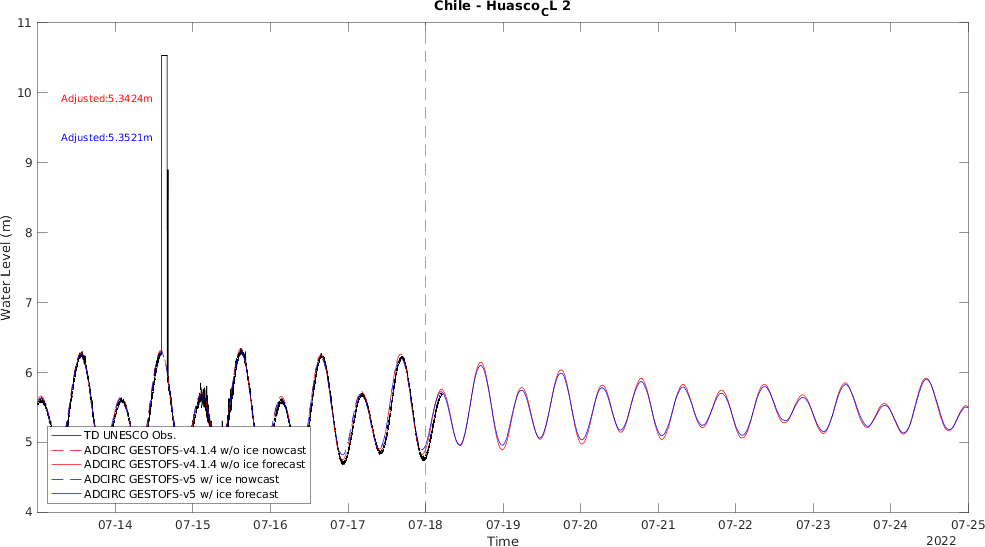 Chile - Huasco_CL 2
11
10
9
8
7
6
5
4
Water Level (m)
Adjusted:5.3424m
Adjusted:5.3521m
TD UNESCO Obs.
ADCIRC GESTOFS-v4.1.4 w/o ice nowcast
ADCIRC GESTOFS-v4.1.4 w/o ice forecast
ADCIRC GESTOFS-v5 w/ ice nowcast
ADCIRC GESTOFS-v5 w/ ice forecast
07-14 07-15 07-16 07-17 07-18 07-19 07-20 07-21 07-22 07-23 07-24 07-25
Time
2022